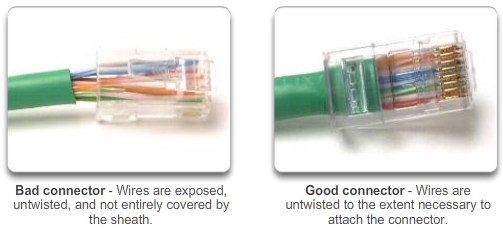 Bad connector - Wires are exposed,
untwisted, and not entirely covered by
the sheath.
Good connector - Wires are
untwisted to the extent necessary to
attach the connector.